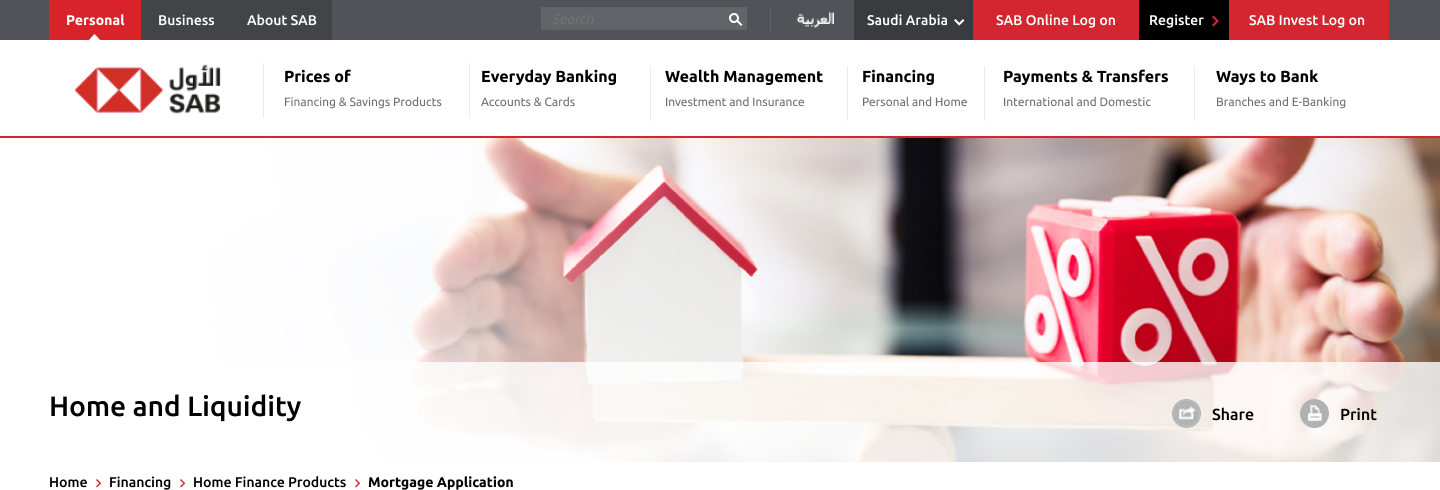 Personal Business About SAB Search العربية Saudi Arabia SAB Online Log on Register SAB Invest Log on
الأول
SAB
Prices of
Financing & Savings Products
Everyday Banking
Accounts & Cards
Wealth Management
Investment and Insurance
Financing
Personal and Home
Payments & Transfers
International and Domestic
Ways to Bank
Branches and E-Banking
% %
Home and Liquidity
Share Print
Home > Financing > Home Finance Products > Mortgage Application